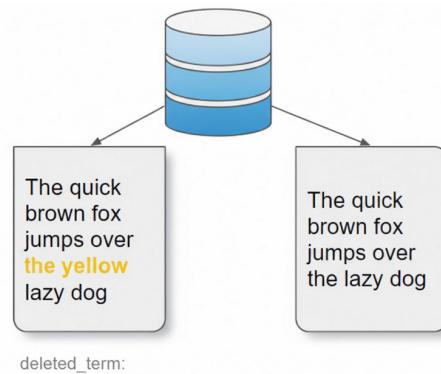 The quick
brown fox
jumps over
the yellow
lazy dog
The quick
brown fox
jumps over
the lazy dog
deleted_term: